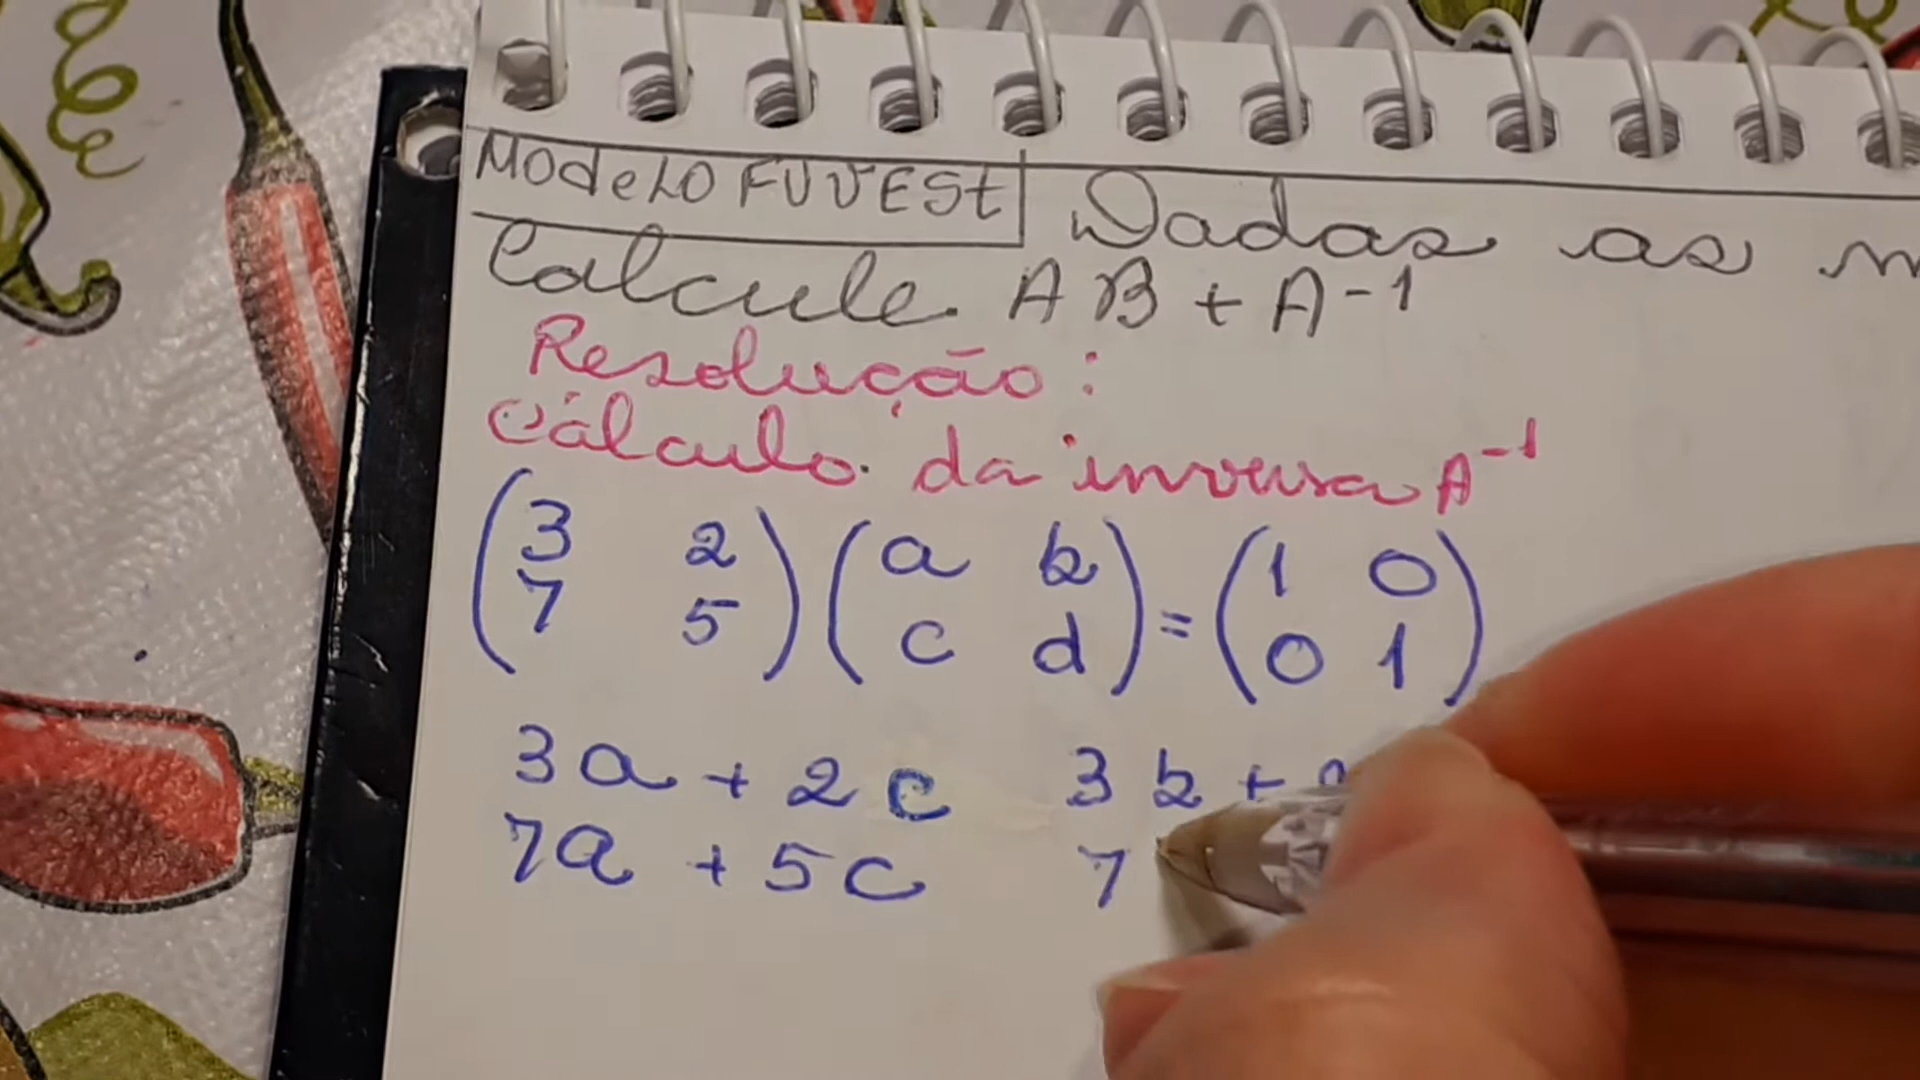 Modelo FUVEST Dadas as
Calcule AB + A-1
Resolução:
Cálculo da inversa A-1
(3 2) (a b) = (1 0)
(7 5) (c d) (0 1)
3a + 2c 3b +
7a + 5c 7